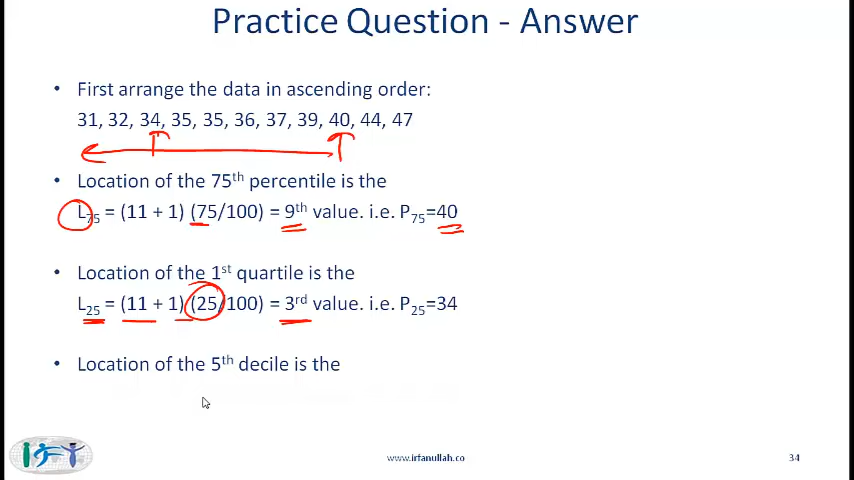 Practice Question - Answer
• First arrange the data in ascending order:
31, 32, 34, 35, 35, 36, 37, 39, 40, 44, 47
• Location of the 75th percentile is the
L75 = (11 + 1) (75/100) = 9th value. i.e. P75=40
• Location of the 1st quartile is the
L25 = (11 + 1) (25/100) = 3rd value. i.e. P25=34
• Location of the 5th decile is the
www.irfanullah.co
34